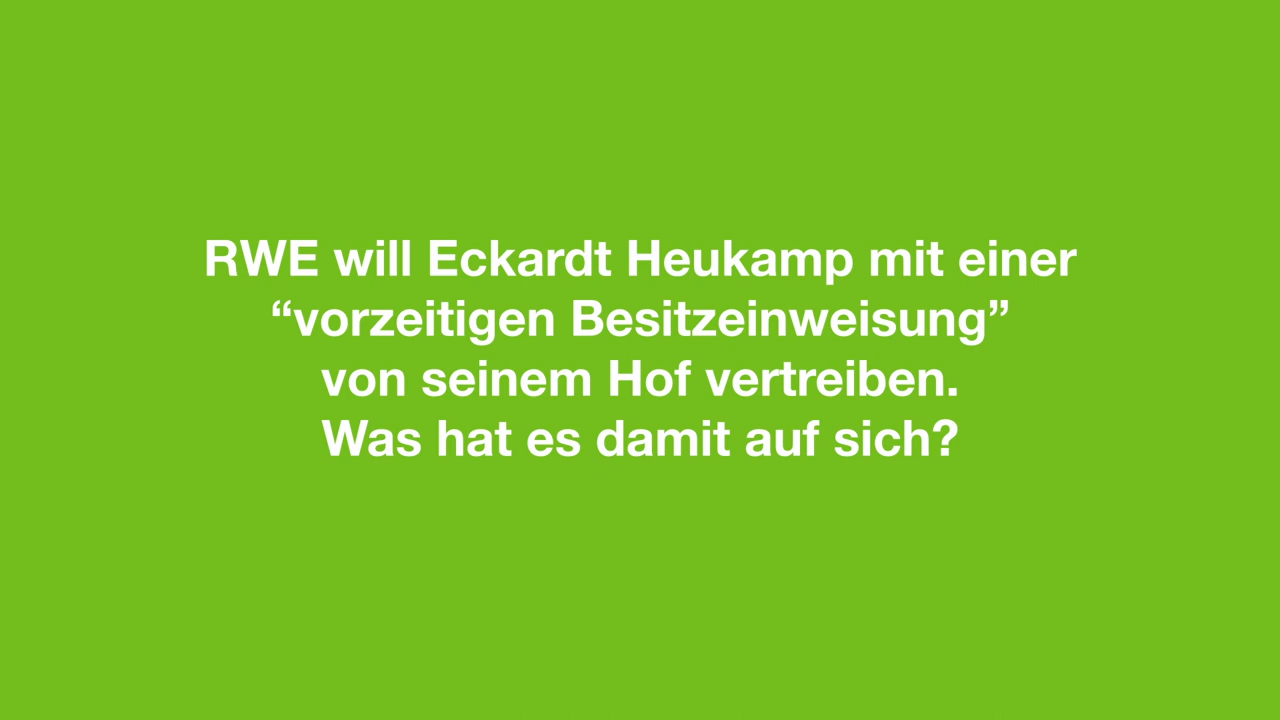 RWE will Eckardt Heukamp mit einer
“vorzeitigen Besitzeinweisung”
von seinem Hof vertreiben.
Was hat es damit auf sich?